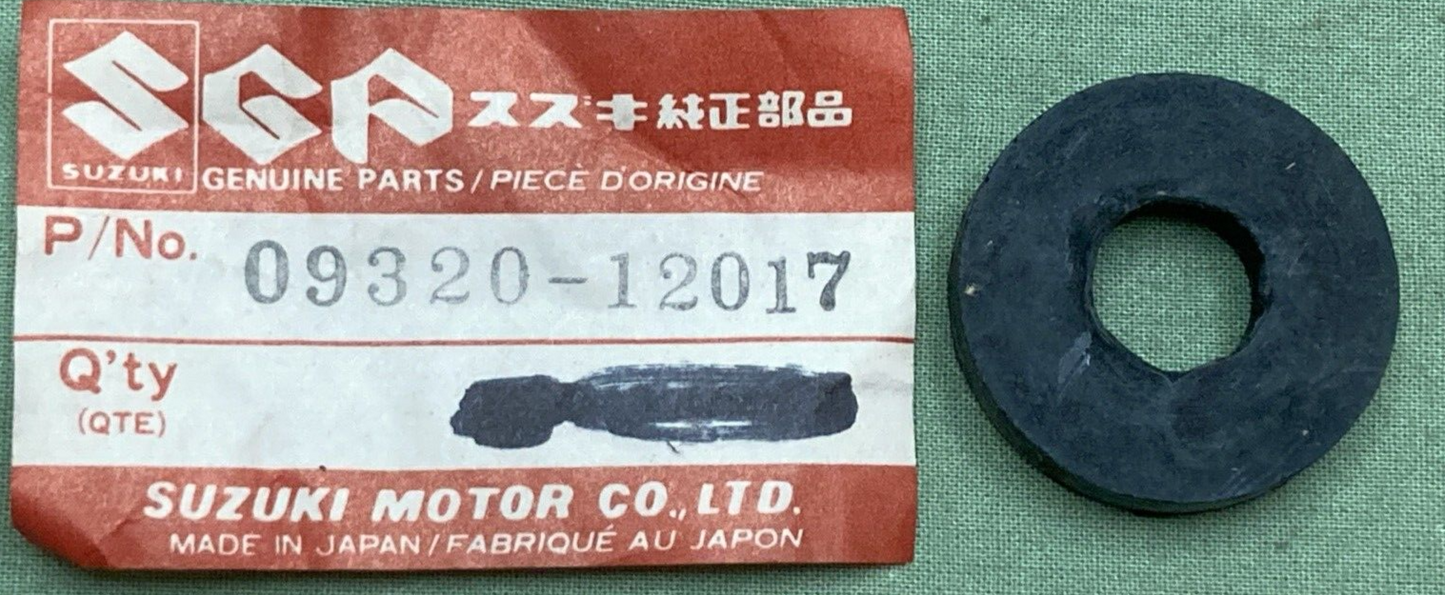 SGP スズキ純正部品
SUZUKI GENUINE PARTS/PIECE D'ORIGINE
P/No. 09320-12017
Q'ty
(QTE)
SUZUKI MOTOR CO.,LTD.
MADE IN JAPAN/FABRIQUÉ AU JAPON